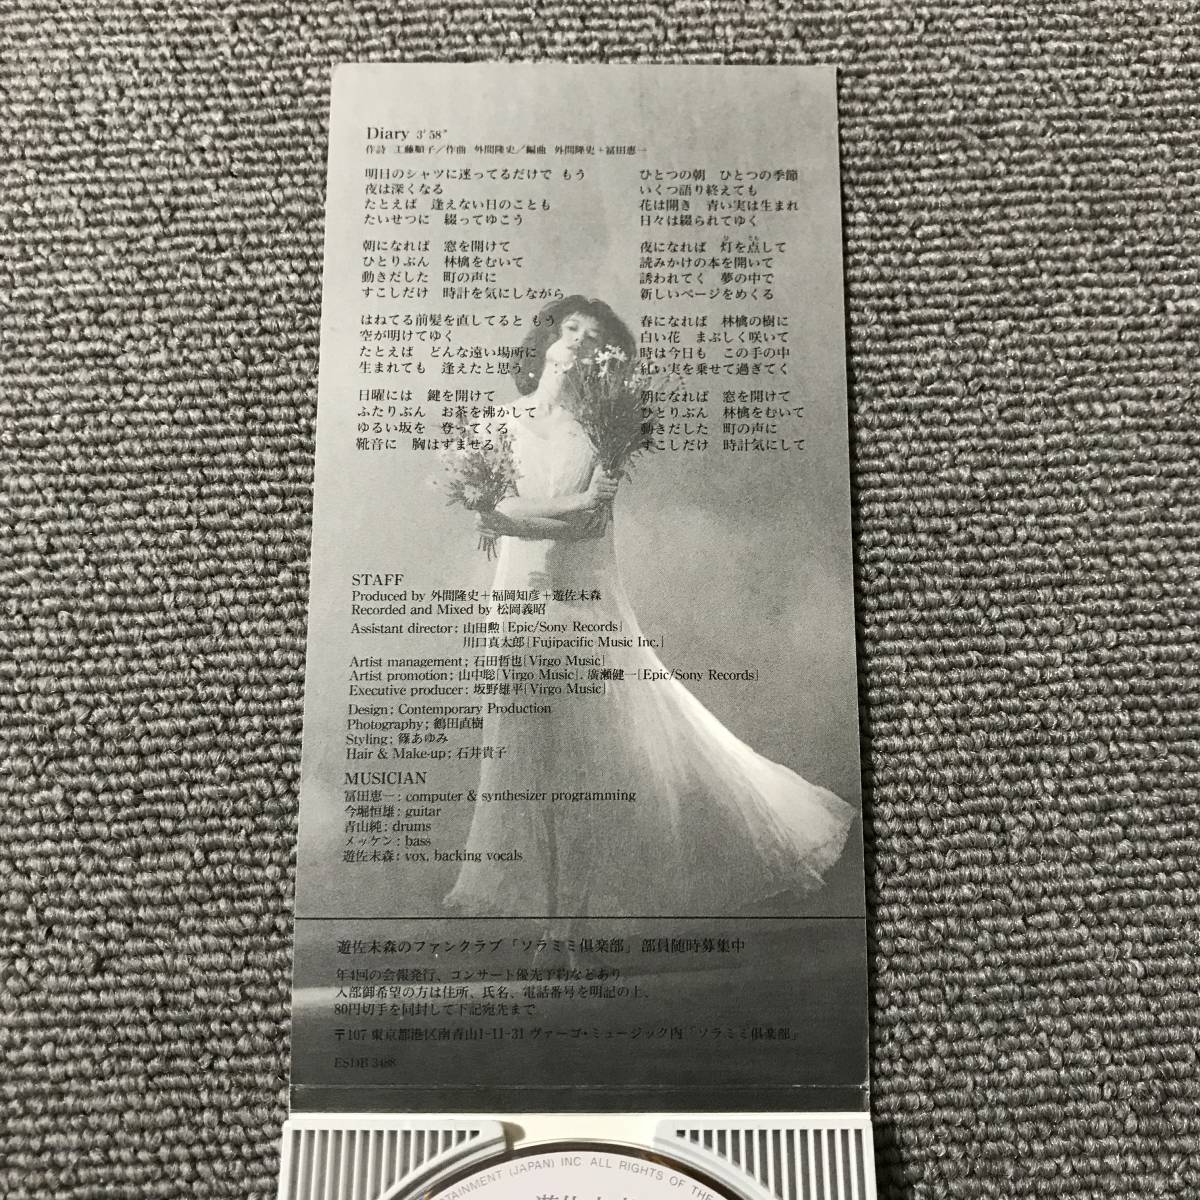 Diary 3'58"
作詩 工藤順子／作曲 外間隆史／編曲 外間隆史+冨田恵一
明日のシャツに迷ってるだけで もう
夜は深くなる
たとえば 逢えない日のことも
たいせつに 綴ってゆこう
朝になれば 窓を開けて
ひとりぶん 林檎をむいて
動きだした 町の声に
すこしだけ 時計を気にしながら
はねてる前髪を直してると もう
空が明けてゆく
たとえば どんな遠い場所に
生まれても 逢えたと思う
日曜には 鍵を開けて
ふたりぶん お茶を沸かして
ゆるい坂を 登ってくる
靴音に 胸はずませる
ひとつの朝 ひとつの季節
いくつ語り終えても
花は開き 青い実は生まれ
日々は綴られてゆく
夜になれば 灯を点して
読みかけの本を開いて
誘われてく 夢の中で
新しいページをめくる
春になれば 林檎の樹に
白い花 まぶしく咲いて
時は今日も この手の中
紅い実を乗せて過ぎてく
朝になれば 窓を開けて
ひとりぶん 林檎をむいて
動きだした 町の声に
すこしだけ 時計気にして
STAFF
Produced by 外間隆史+福岡知彦+遊佐未森
Recorded and Mixed by 松岡義昭
Assistant director: 山田勲[Epic/Sony Records]
川口真太郎[Fujipacific Music Inc.]
Artist management; 石田哲也[Virgo Music]
Artist promotion; 山中聡[Virgo Music], 廣瀬健一[Epic/Sony Records]
Executive producer: 坂野雄平[Virgo Music]
Design; Contemporary Production
Photography; 鶴田直樹
Styling; 篠あゆみ
Hair & Make-up; 石井貴子
MUSICIAN
冨田恵一: computer & synthesizer programming
今堀恒雄: guitar
青山純: drums
メッケン: bass
遊佐未森: vox, backing vocals
遊佐未森のファンクラブ「ソラミミ倶楽部」部員随時募集中
年4回の会報発行、コンサート優先予約などあり。
入部御希望の方は住所、氏名、電話番号を明記の上、
80円切手を同封して下記宛先まで
〒107 東京都港区南青山1-11-31 ヴァーゴ・ミュージック内「ソラミミ倶楽部」
ESDB 3488
TAINMENT (JAPAN) INC. ALL RIGHTS OF THE